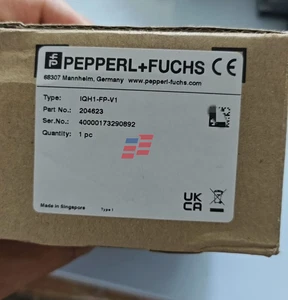 PEPPERL+FUCHS CE
68307 Mannheim, Germany www.pepperl-fuchs.com
Type: IQH1-FP-V1
Part No.: 204623
Ser.No.: 40000173290892
Quantity: 1 pc
UK
CA
Made in Singapore Type 1